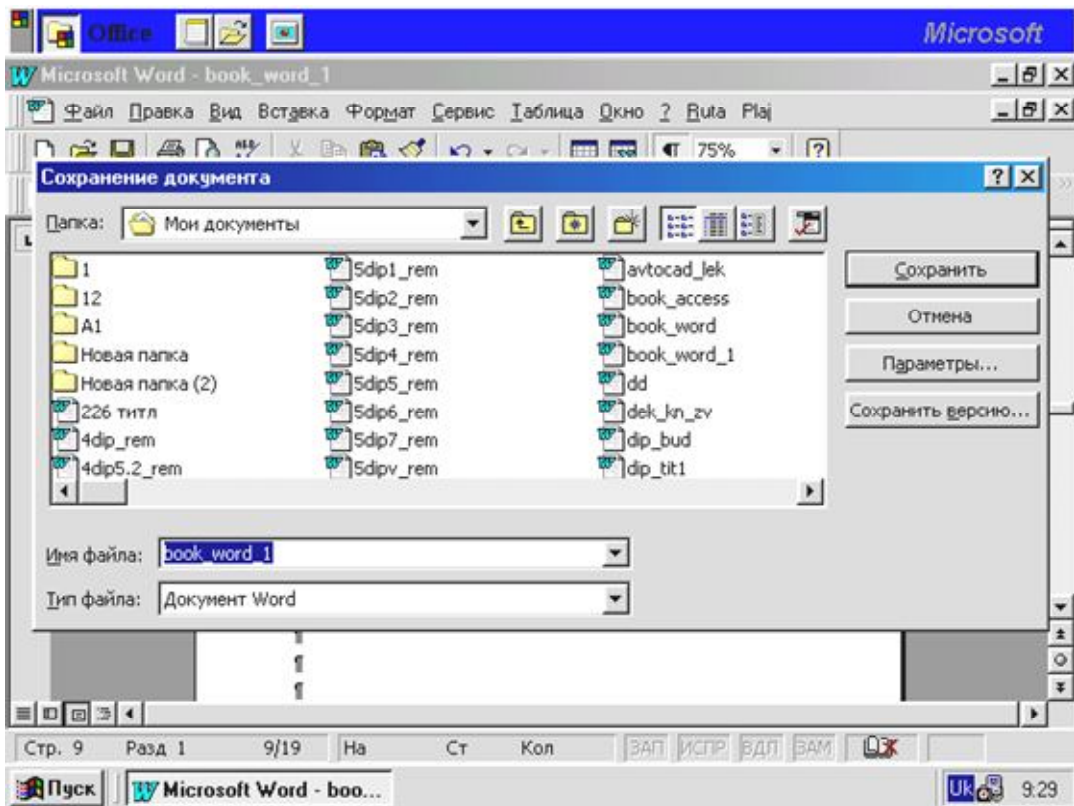 Office Microsoft
Microsoft Word - book_word_1
Файл Правка Вид Вставка Формат Сервис Таблица Окно ? Ruta Plaj
¶ 75% ?
Сохранение документа
Папка: Мои документы
1 5dip1_rem avtocad_lek
12 5dip2_rem book_access
A1 5dip3_rem book_word
Новая папка 5dip4_rem book_word_1
Новая папка (2) 5dip5_rem dd
226 титл 5dip6_rem dek_kn_zv
4dip_rem 5dip7_rem dip_bud
4dip5.2_rem 5dipv_rem dip_tit1
Сохранить
Отмена
Параметры...
Сохранить версию...
Имя файла: book_word_1
Тип файла: Документ Word
¶
¶
¶
Стр. 9 Разд 1 9/19 На Ст Кол ЗАП ИСПР ВДЛ ЗАМ
Пуск Microsoft Word - boo... Uk 9:29